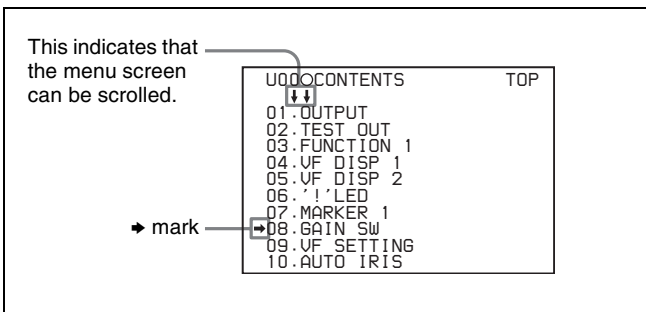 This indicates that
the menu screen
can be scrolled.
U00○CONTENTS TOP
↓↓
01.OUTPUT
02.TEST OUT
03.FUNCTION 1
04.VF DISP 1
05.VF DISP 2
06.'!'LED
07.MARKER 1
➔ mark
➔08.GAIN SW
09.VF SETTING
10.AUTO IRIS